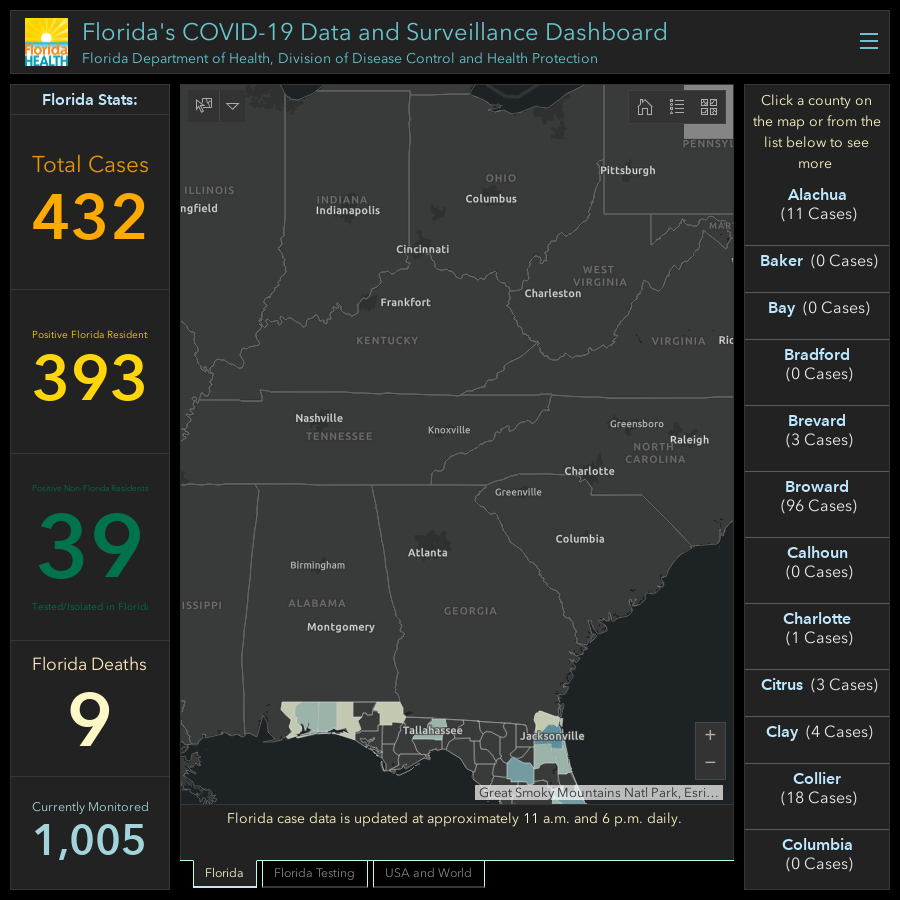 Florida HEALTH
Florida's COVID-19 Data and Surveillance Dashboard
Florida Department of Health, Division of Disease Control and Health Protection
Florida Stats:
Total Cases
432
Positive Florida Resident
393
Positive Non-Florida Residents
39
Tested/Isolated in Florida
Florida Deaths
9
Currently Monitored
1,005
PENNSYL
Pittsburgh
OHIO
Columbus
ILLINOIS
INDIANA
ngfield
Indianapolis
MAR
Cincinnati
WEST
VIRGINIA
Charleston
Frankfort
KENTUCKY
VIRGINIA
Ric
Nashville
TENNESSEE
Knoxville
Greensboro
Raleigh
NORTH
CAROLINA
Charlotte
Greenville
Columbia
Atlanta
Birmingham
ISSIPPI
ALABAMA
GEORGIA
Montgomery
Tallahassee
Jacksonville
+
−
Great Smoky Mountains Natl Park, Esri…
Florida case data is updated at approximately 11 a.m. and 6 p.m. daily.
Florida
Florida Testing
USA and World
Click a county on
the map or from the
list below to see
more
Alachua
(11 Cases)
Baker (0 Cases)
Bay (0 Cases)
Bradford
(0 Cases)
Brevard
(3 Cases)
Broward
(96 Cases)
Calhoun
(0 Cases)
Charlotte
(1 Cases)
Citrus (3 Cases)
Clay (4 Cases)
Collier
(18 Cases)
Columbia
(0 Cases)